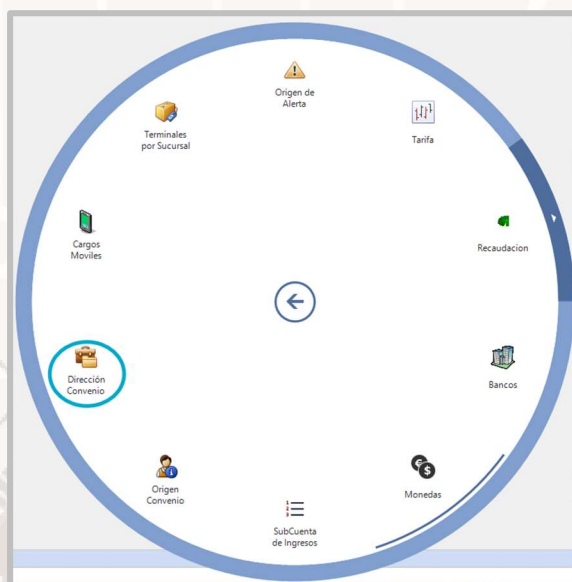 Origen de
Alerta
Terminales
por Sucursal
Tarifa
Cargos
Moviles
Recaudacion
Dirección
Convenio
Bancos
Origen
Convenio
Monedas
SubCuenta
de Ingresos